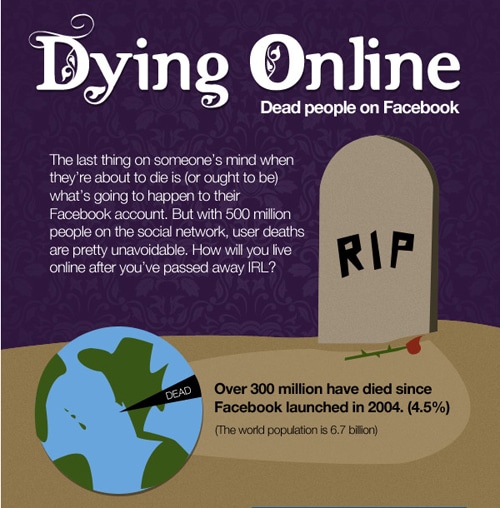 Dying Online
Dead people on Facebook
The last thing on someone's mind when
they're about to die is (or ought to be)
what's going to happen to their
Facebook account. But with 500 million
people on the social network, user deaths
are pretty unavoidable. How will you live
online after you've passed away IRL?
RIP
DEAD
Over 300 million have died since
Facebook launched in 2004. (4.5%)
(The world population is 6.7 billion)